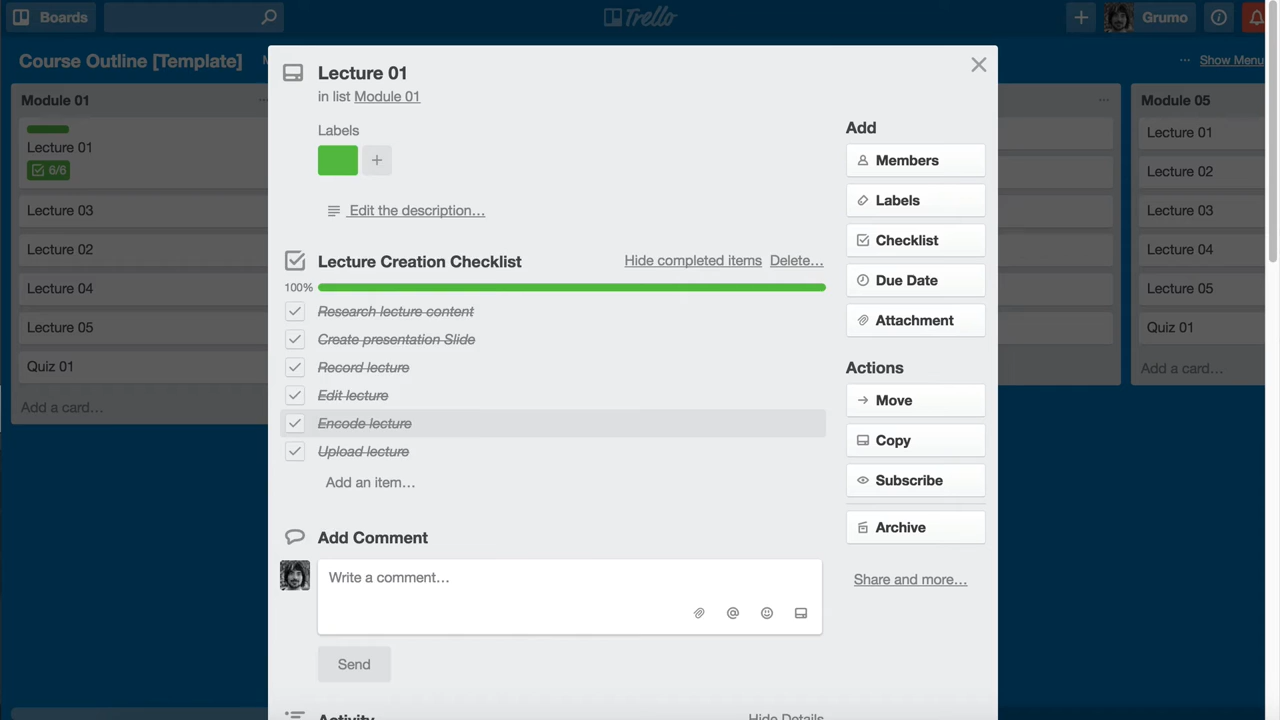 Boards
Trello
Grumo
Course Outline [Template]
Show Menu
Module 01
Lecture 01
6/6
Lecture 03
Lecture 02
Lecture 04
Lecture 05
Quiz 01
Add a card…
Lecture 01
in list Module 01
Labels
Edit the description…
Lecture Creation Checklist
Hide completed items Delete…
100%
Research lecture content
Create presentation Slide
Record lecture
Edit lecture
Encode lecture
Upload lecture
Add an item…
Add Comment
Write a comment…
Send
Activity
Hide Details
Add
Members
Labels
Checklist
Due Date
Attachment
Actions
Move
Copy
Subscribe
Archive
Share and more…
Module 05
Lecture 01
Lecture 02
Lecture 03
Lecture 04
Lecture 05
Quiz 01
Add a card…